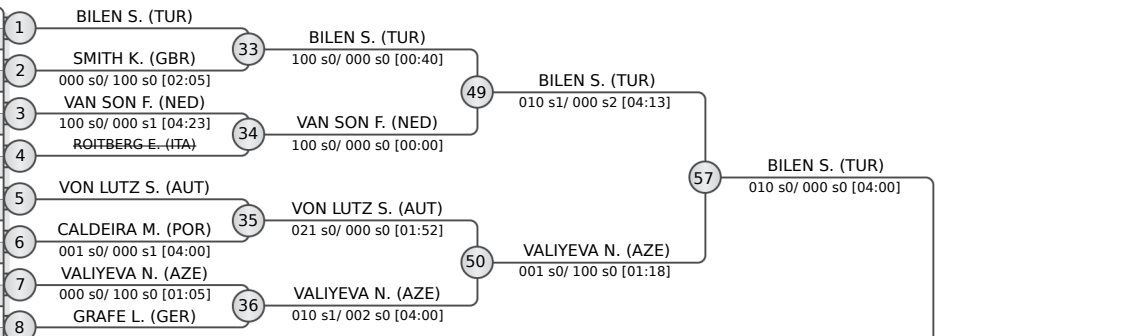 1
BILEN S. (TUR)
33
BILEN S. (TUR)
100 s0/ 000 s0 [00:40]
2
SMITH K. (GBR)
000 s0/ 100 s0 [02:05]
49
BILEN S. (TUR)
010 s1/ 000 s2 [04:13]
3
VAN SON F. (NED)
100 s0/ 000 s1 [04:23]
34
VAN SON F. (NED)
100 s0/ 000 s0 [00:00]
4
ROITBERG E. (ITA)
57
BILEN S. (TUR)
010 s0/ 000 s0 [04:00]
5
VON LUTZ S. (AUT)
35
VON LUTZ S. (AUT)
021 s0/ 000 s0 [01:52]
6
CALDEIRA M. (POR)
001 s0/ 000 s1 [04:00]
50
VALIYEVA N. (AZE)
001 s0/ 100 s0 [01:18]
7
VALIYEVA N. (AZE)
000 s0/ 100 s0 [01:05]
36
VALIYEVA N. (AZE)
010 s1/ 002 s0 [04:00]
8
GRAFE L. (GER)